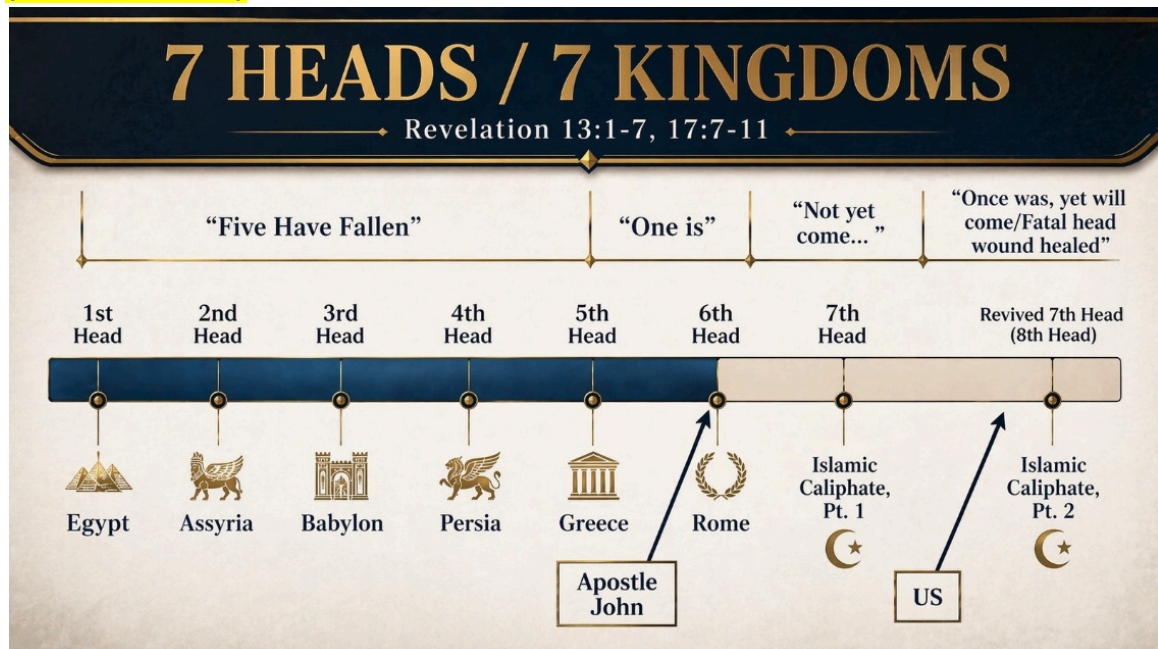 7 HEADS / 7 KINGDOMS
Revelation 13:1-7, 17:7-11
“Five Have Fallen”
“One is”
“Not yet
come... ”
“Once was, yet will
come/Fatal head
wound healed”
1st
Head
2nd
Head
3rd
Head
4th
Head
5th
Head
6th
Head
7th
Head
Revived 7th Head
(8th Head)
Egypt
Assyria
Babylon
Persia
Greece
Rome
Islamic
Caliphate,
Pt. 1
Islamic
Caliphate,
Pt. 2
Apostle
John
US